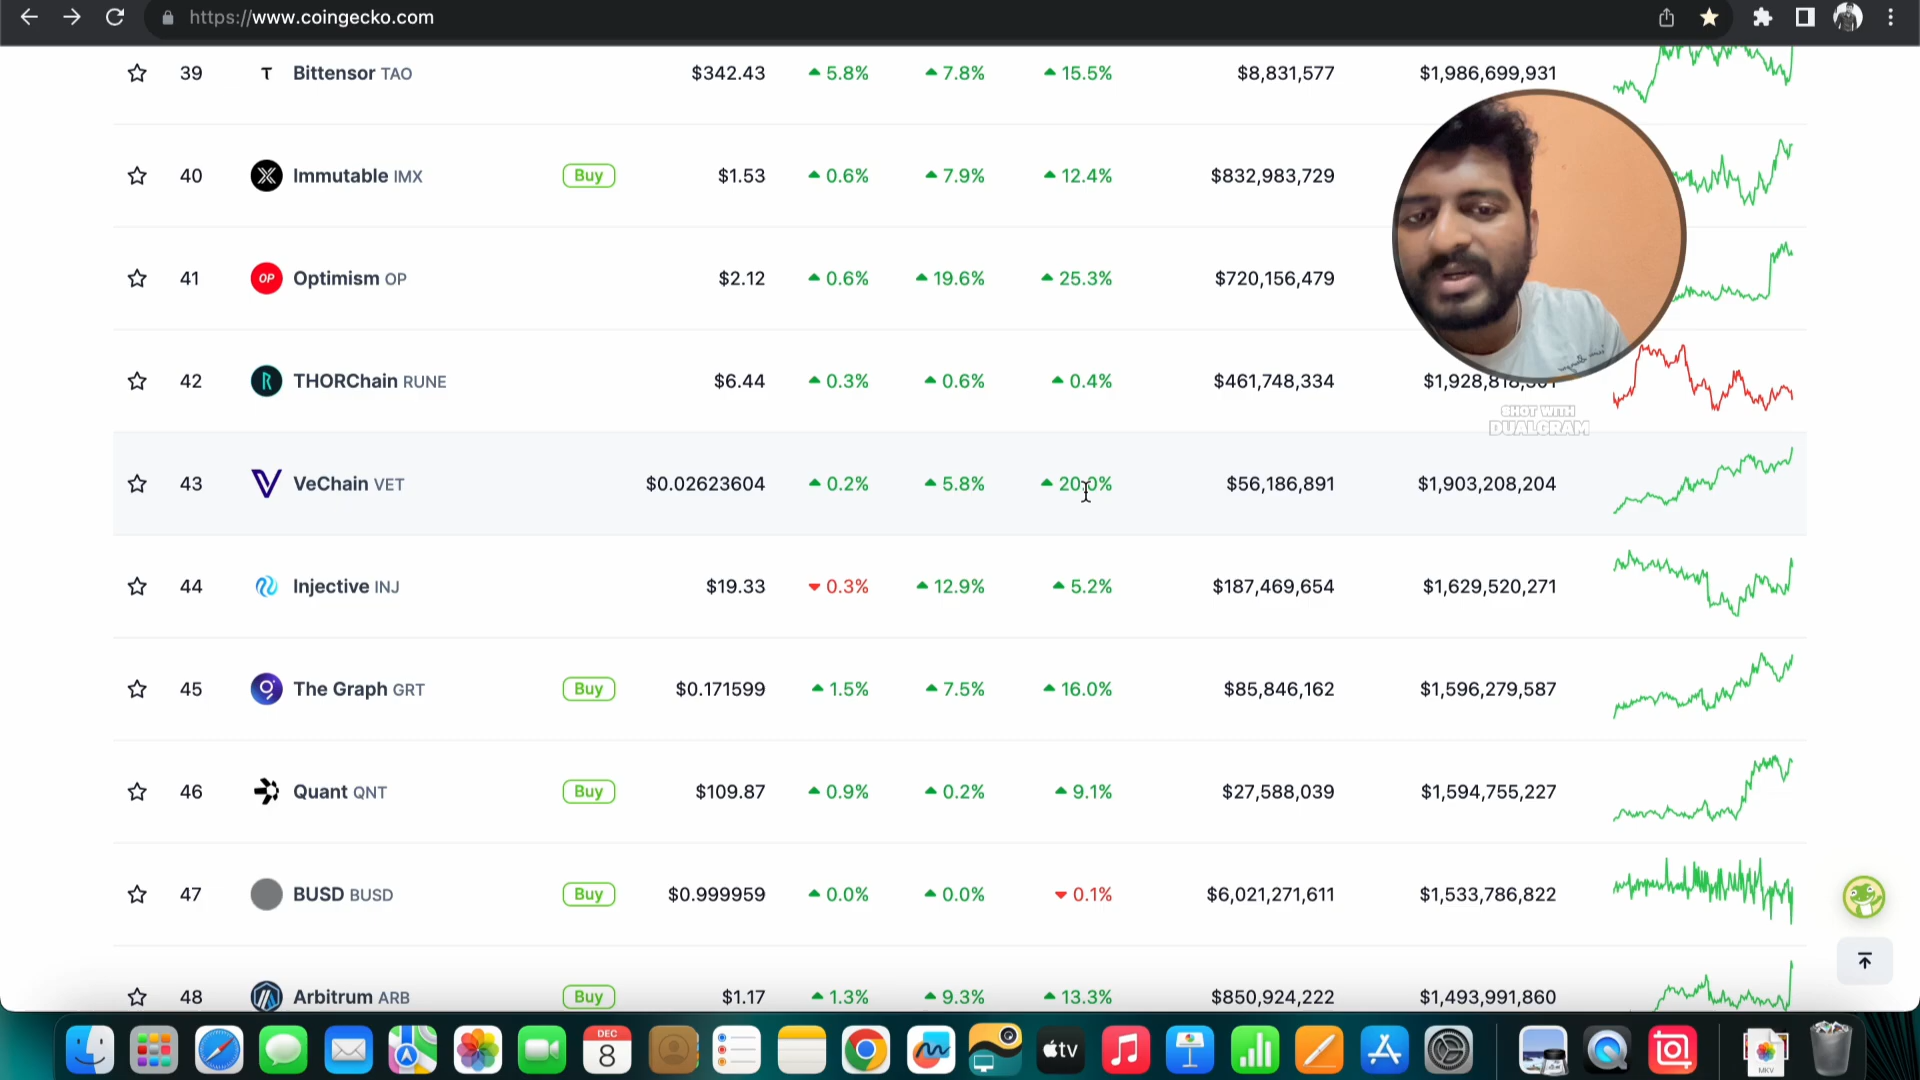 https://www.coingecko.com
39 T Bittensor TAO $342.43 5.8% 7.8% 15.5% $8,831,577 $1,986,699,931
40 Immutable IMX Buy $1.53 0.6% 7.9% 12.4% $832,983,729
41 OP Optimism OP $2.12 0.6% 19.6% 25.3% $720,156,479
42 THORChain RUNE $6.44 0.3% 0.6% 0.4% $461,748,334
SHOT WITH
DUALGRAM
43 VeChain VET $0.02623604 0.2% 5.8% 20.0% $56,186,891 $1,903,208,204
44 Injective INJ $19.33 0.3% 12.9% 5.2% $187,469,654 $1,629,520,271
45 The Graph GRT Buy $0.171599 1.5% 7.5% 16.0% $85,846,162 $1,596,279,587
46 Quant QNT Buy $109.87 0.9% 0.2% 9.1% $27,588,039 $1,594,755,227
47 BUSD BUSD Buy $0.999959 0.0% 0.0% 0.1% $6,021,271,611 $1,533,786,822
48 Arbitrum ARB Buy $1.17 1.3% 9.3% 13.3% $850,924,222 $1,493,991,860
DEC
8
tv
MKV